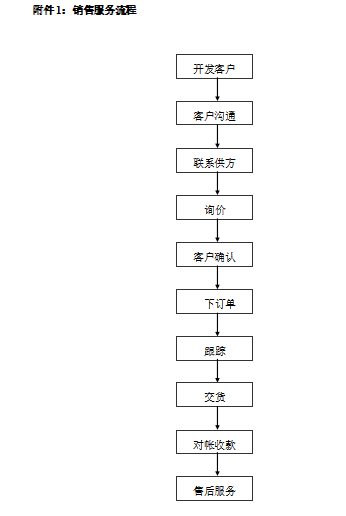 附件1：销售服务流程
开发客户
客户沟通
联系供方
询价
客户确认
下订单
跟踪
交货
对帐收款
售后服务